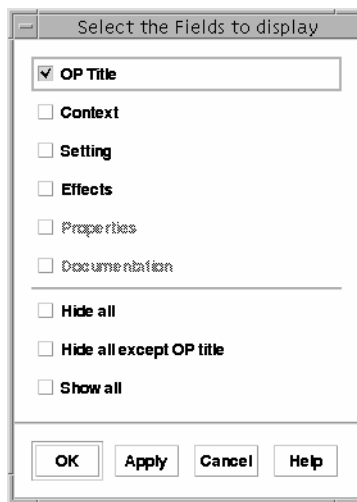 Select the Fields to display
OP Title
Context
Setting
Effects
Properties
Documentation
Hide all
Hide all except OP title
Show all
OK Apply Cancel Help